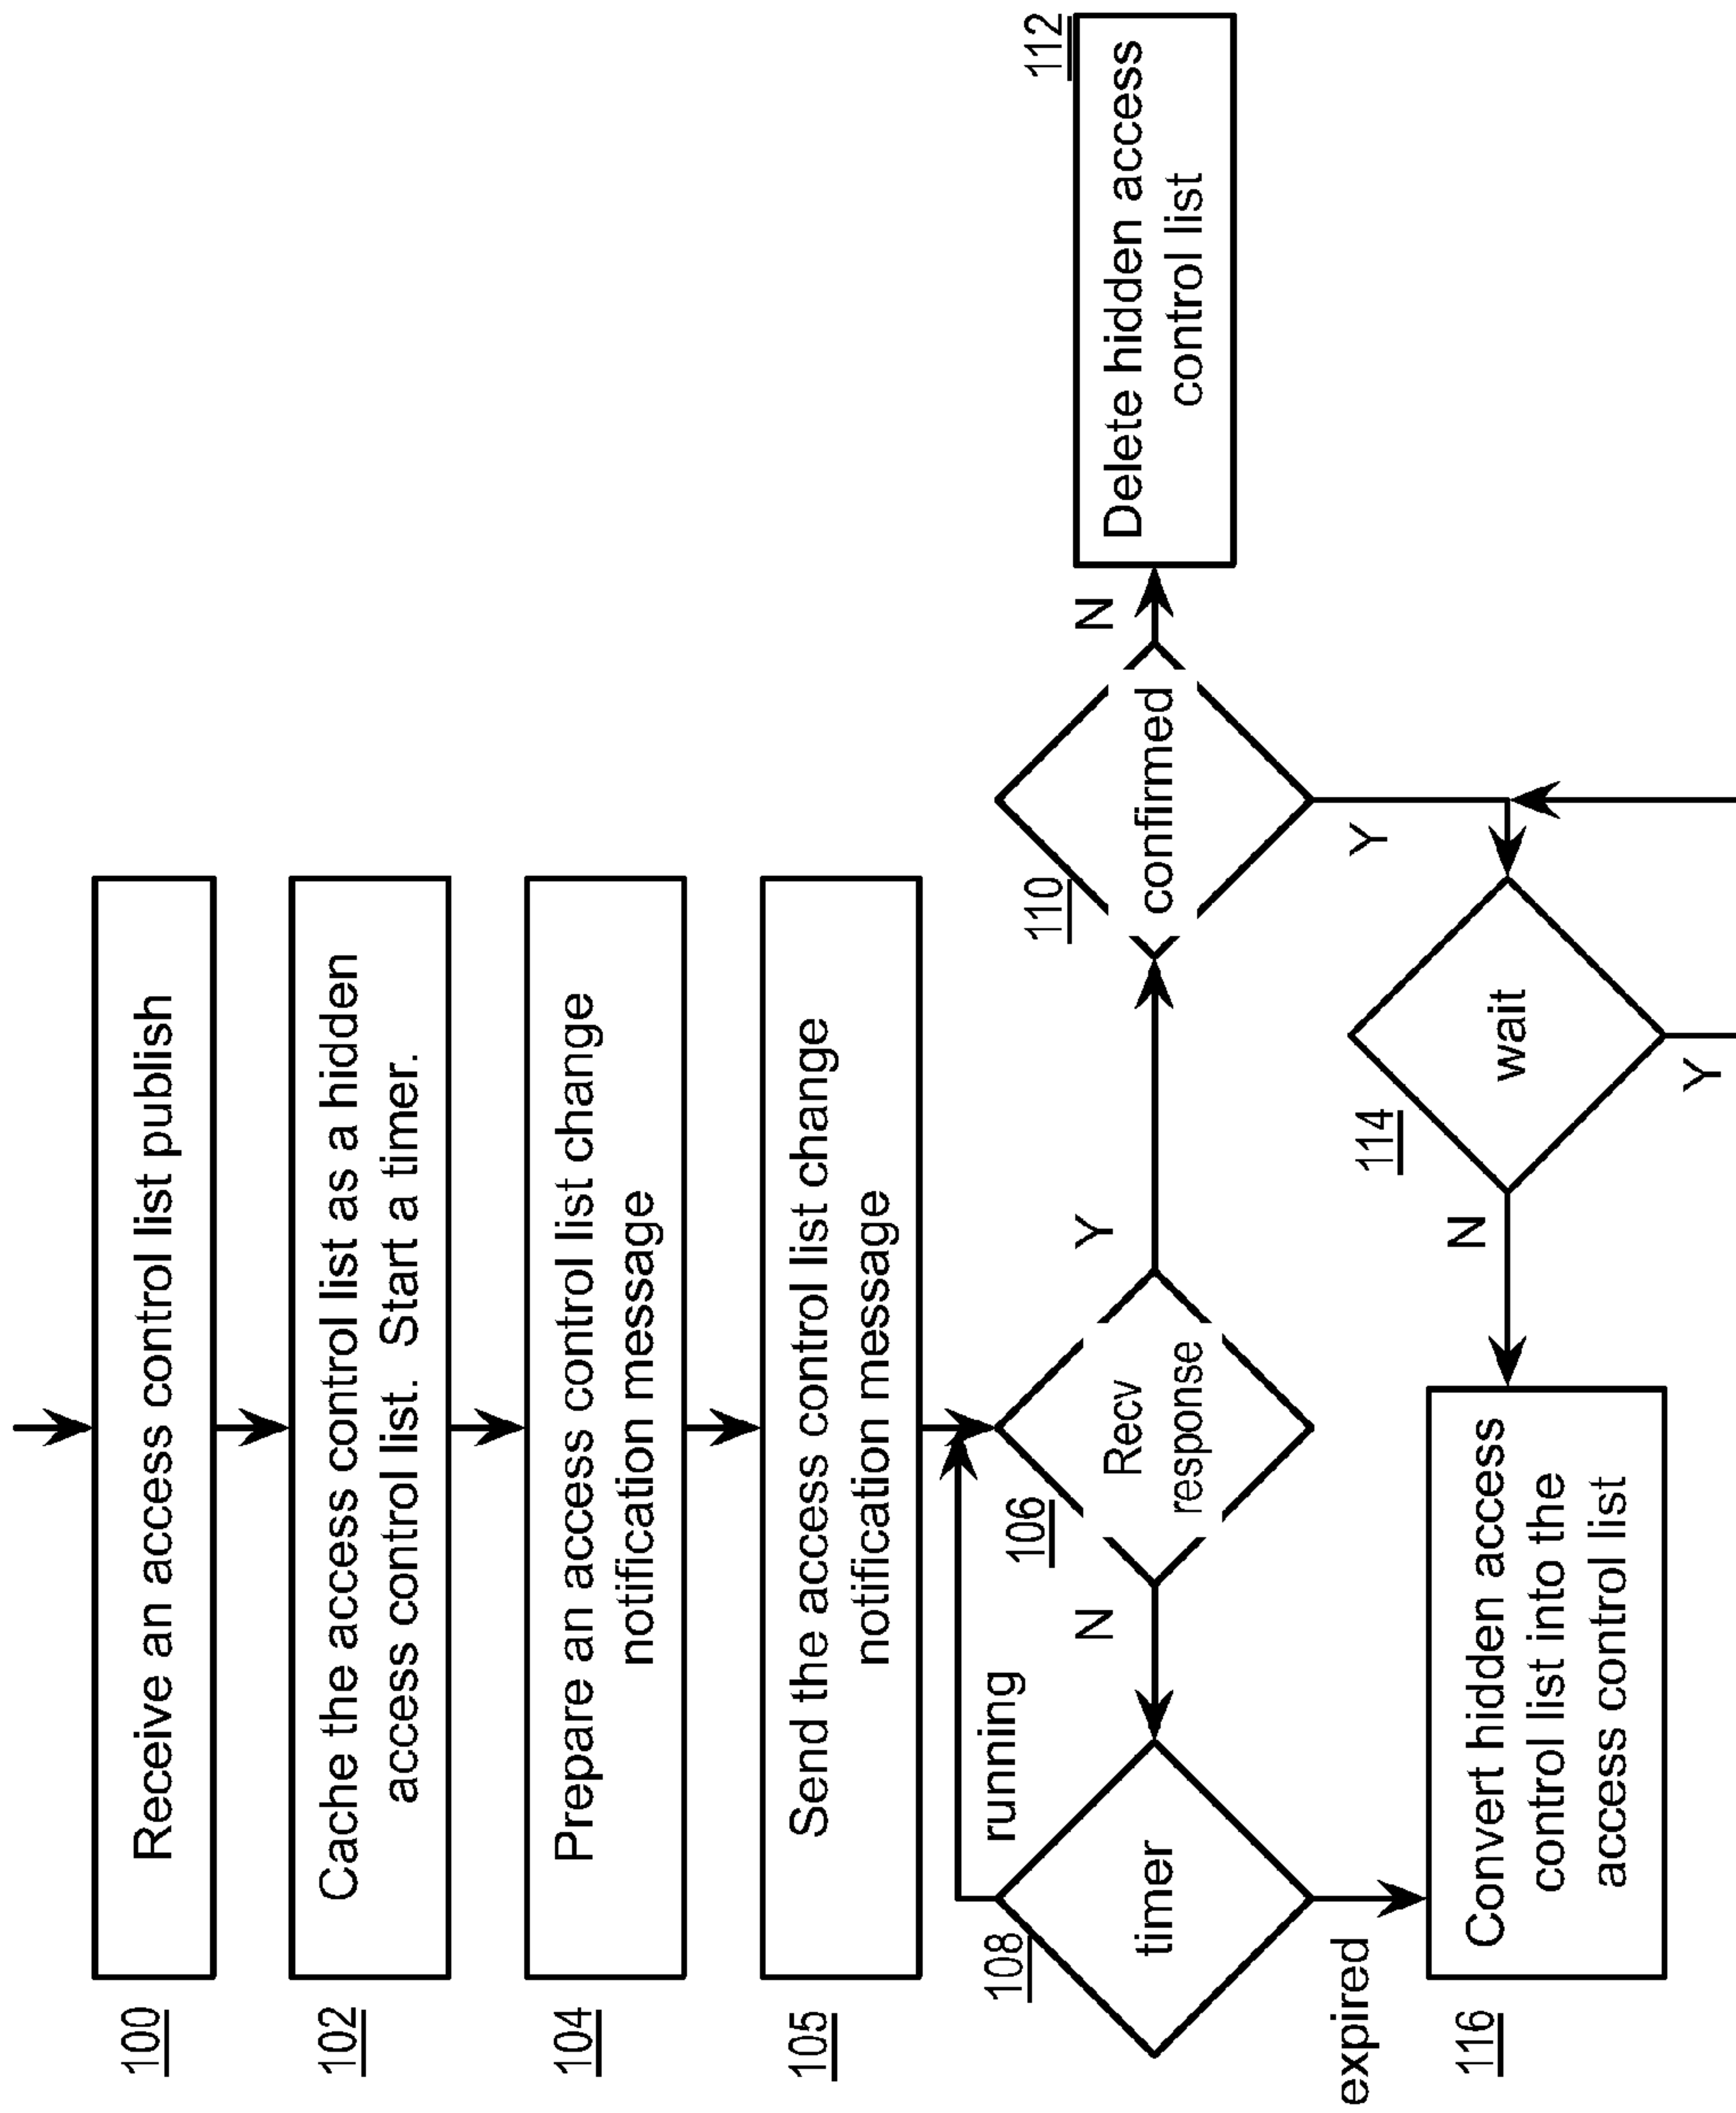 100
Receive an access control list publish
102
Cache the access control list as a hidden
access control list.  Start a timer.
104
Prepare an access control list change
notification message
105
Send the access control list change
notification message
running
106
Recv
response
N
Y
108
timer
expired
110
confirmed
N
Y
112
Delete hidden access
control list
114
wait
N
Y
116
Convert hidden access
control list into the
access control list